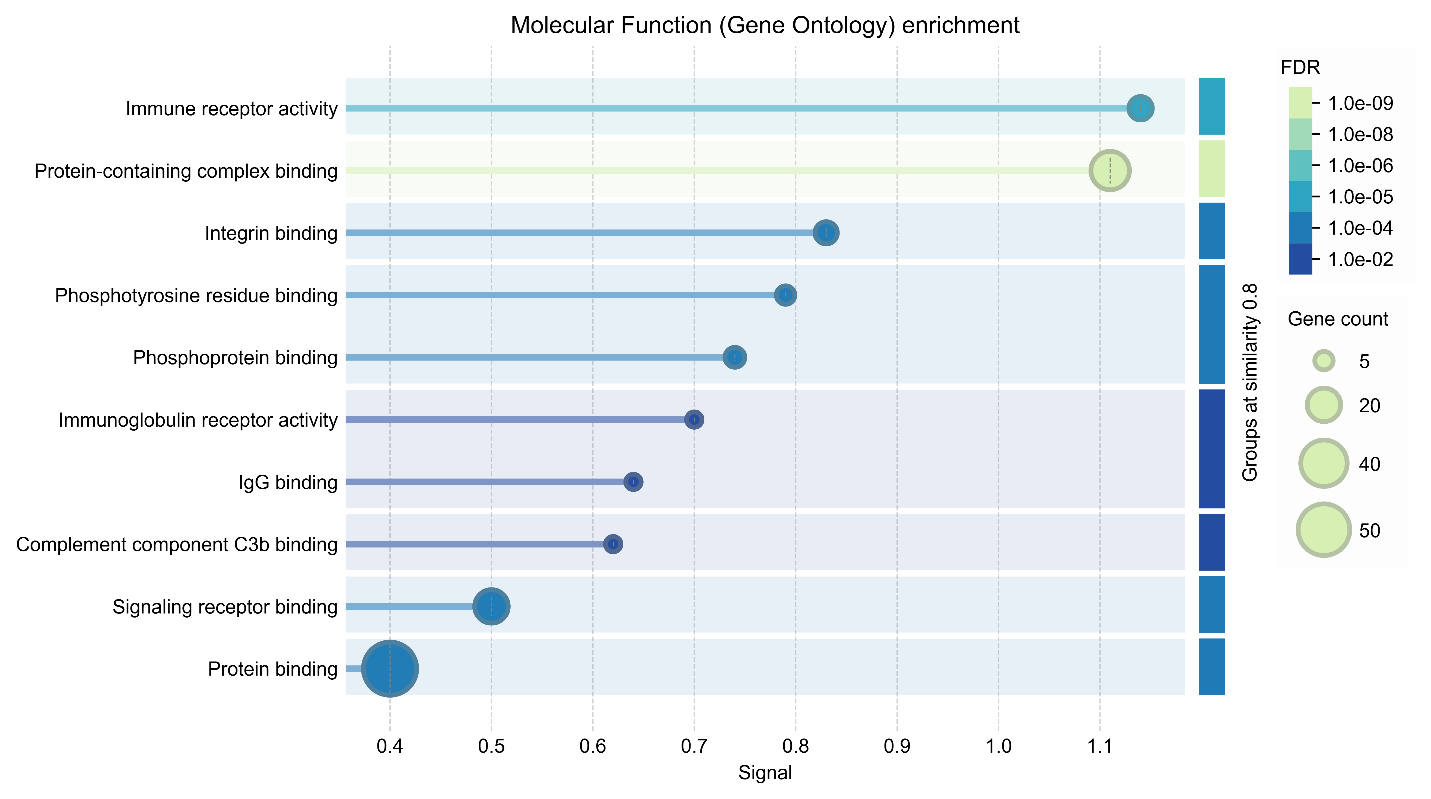 Molecular Function (Gene Ontology) enrichment
Immune receptor activity
Protein-containing complex binding
Integrin binding
Phosphotyrosine residue binding
Phosphoprotein binding
Immunoglobulin receptor activity
IgG binding
Complement component C3b binding
Signaling receptor binding
Protein binding
0.4 0.5 0.6 0.7 0.8 0.9 1.0 1.1
Signal
Groups at similarity 0.8
FDR
1.0e-09
1.0e-08
1.0e-06
1.0e-05
1.0e-04
1.0e-02
Gene count
5
20
40
50